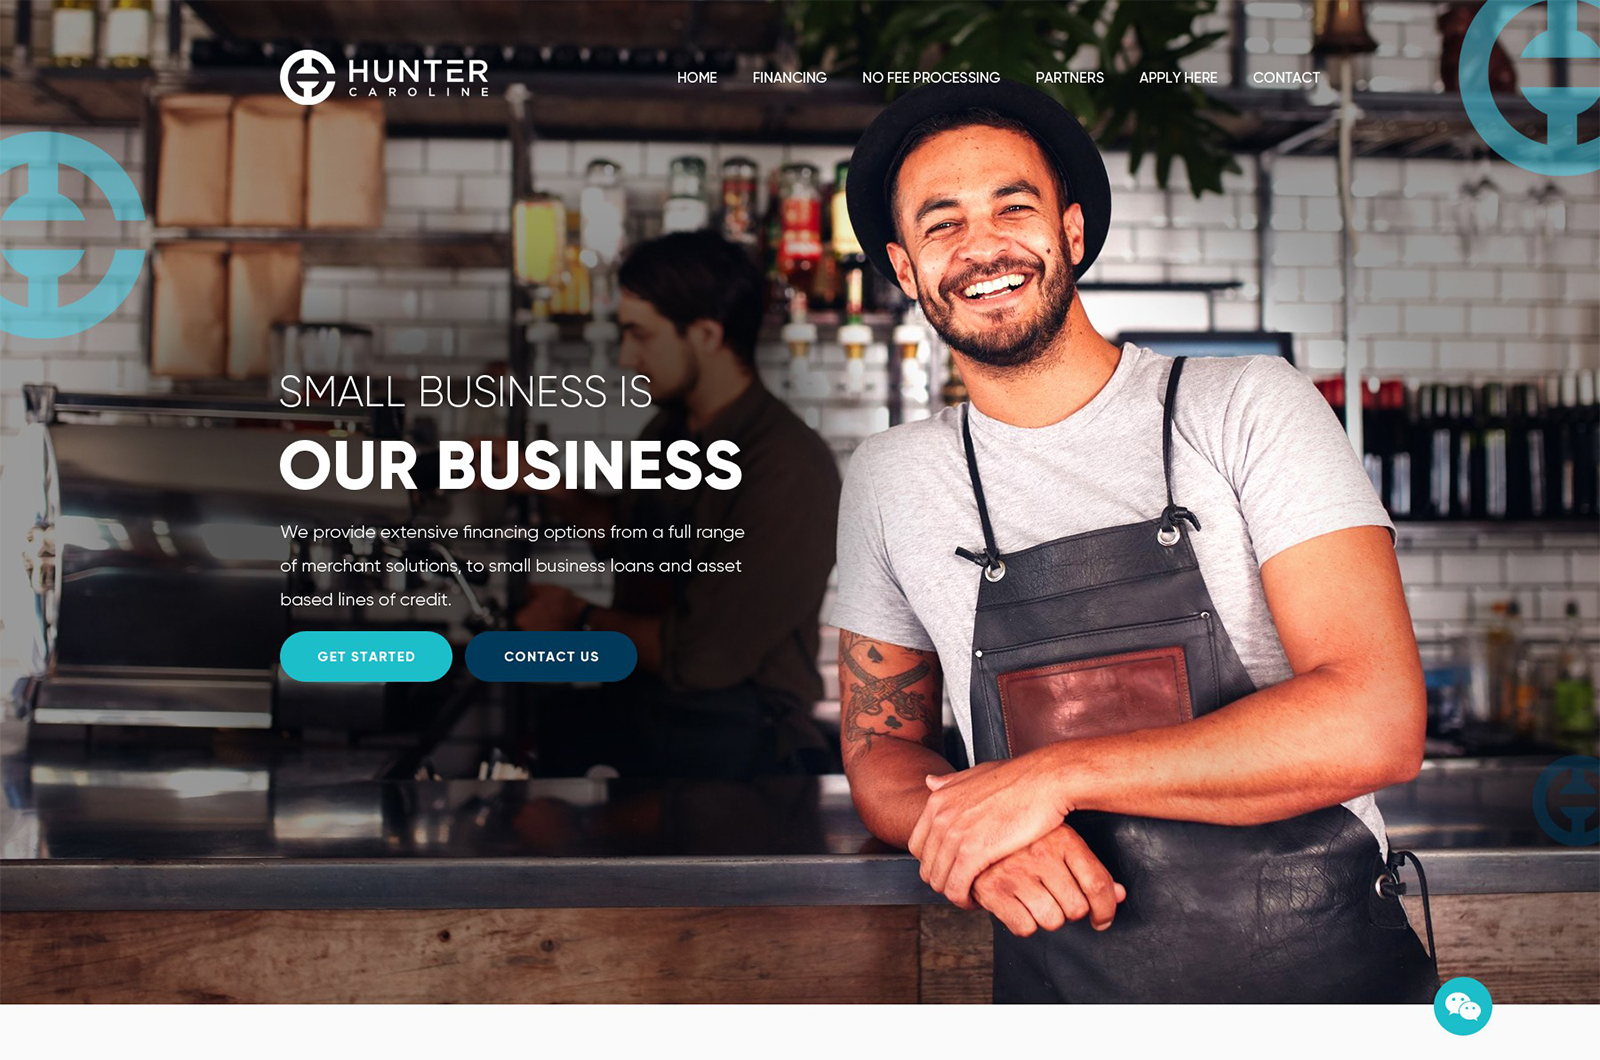 HUNTER
CAROLINE
HOME FINANCING NO FEE PROCESSING PARTNERS APPLY HERE CONTACT
SMALL BUSINESS IS
OUR BUSINESS
We provide extensive financing options from a full range
of merchant solutions, to small business loans and asset
based lines of credit.
GET STARTED CONTACT US